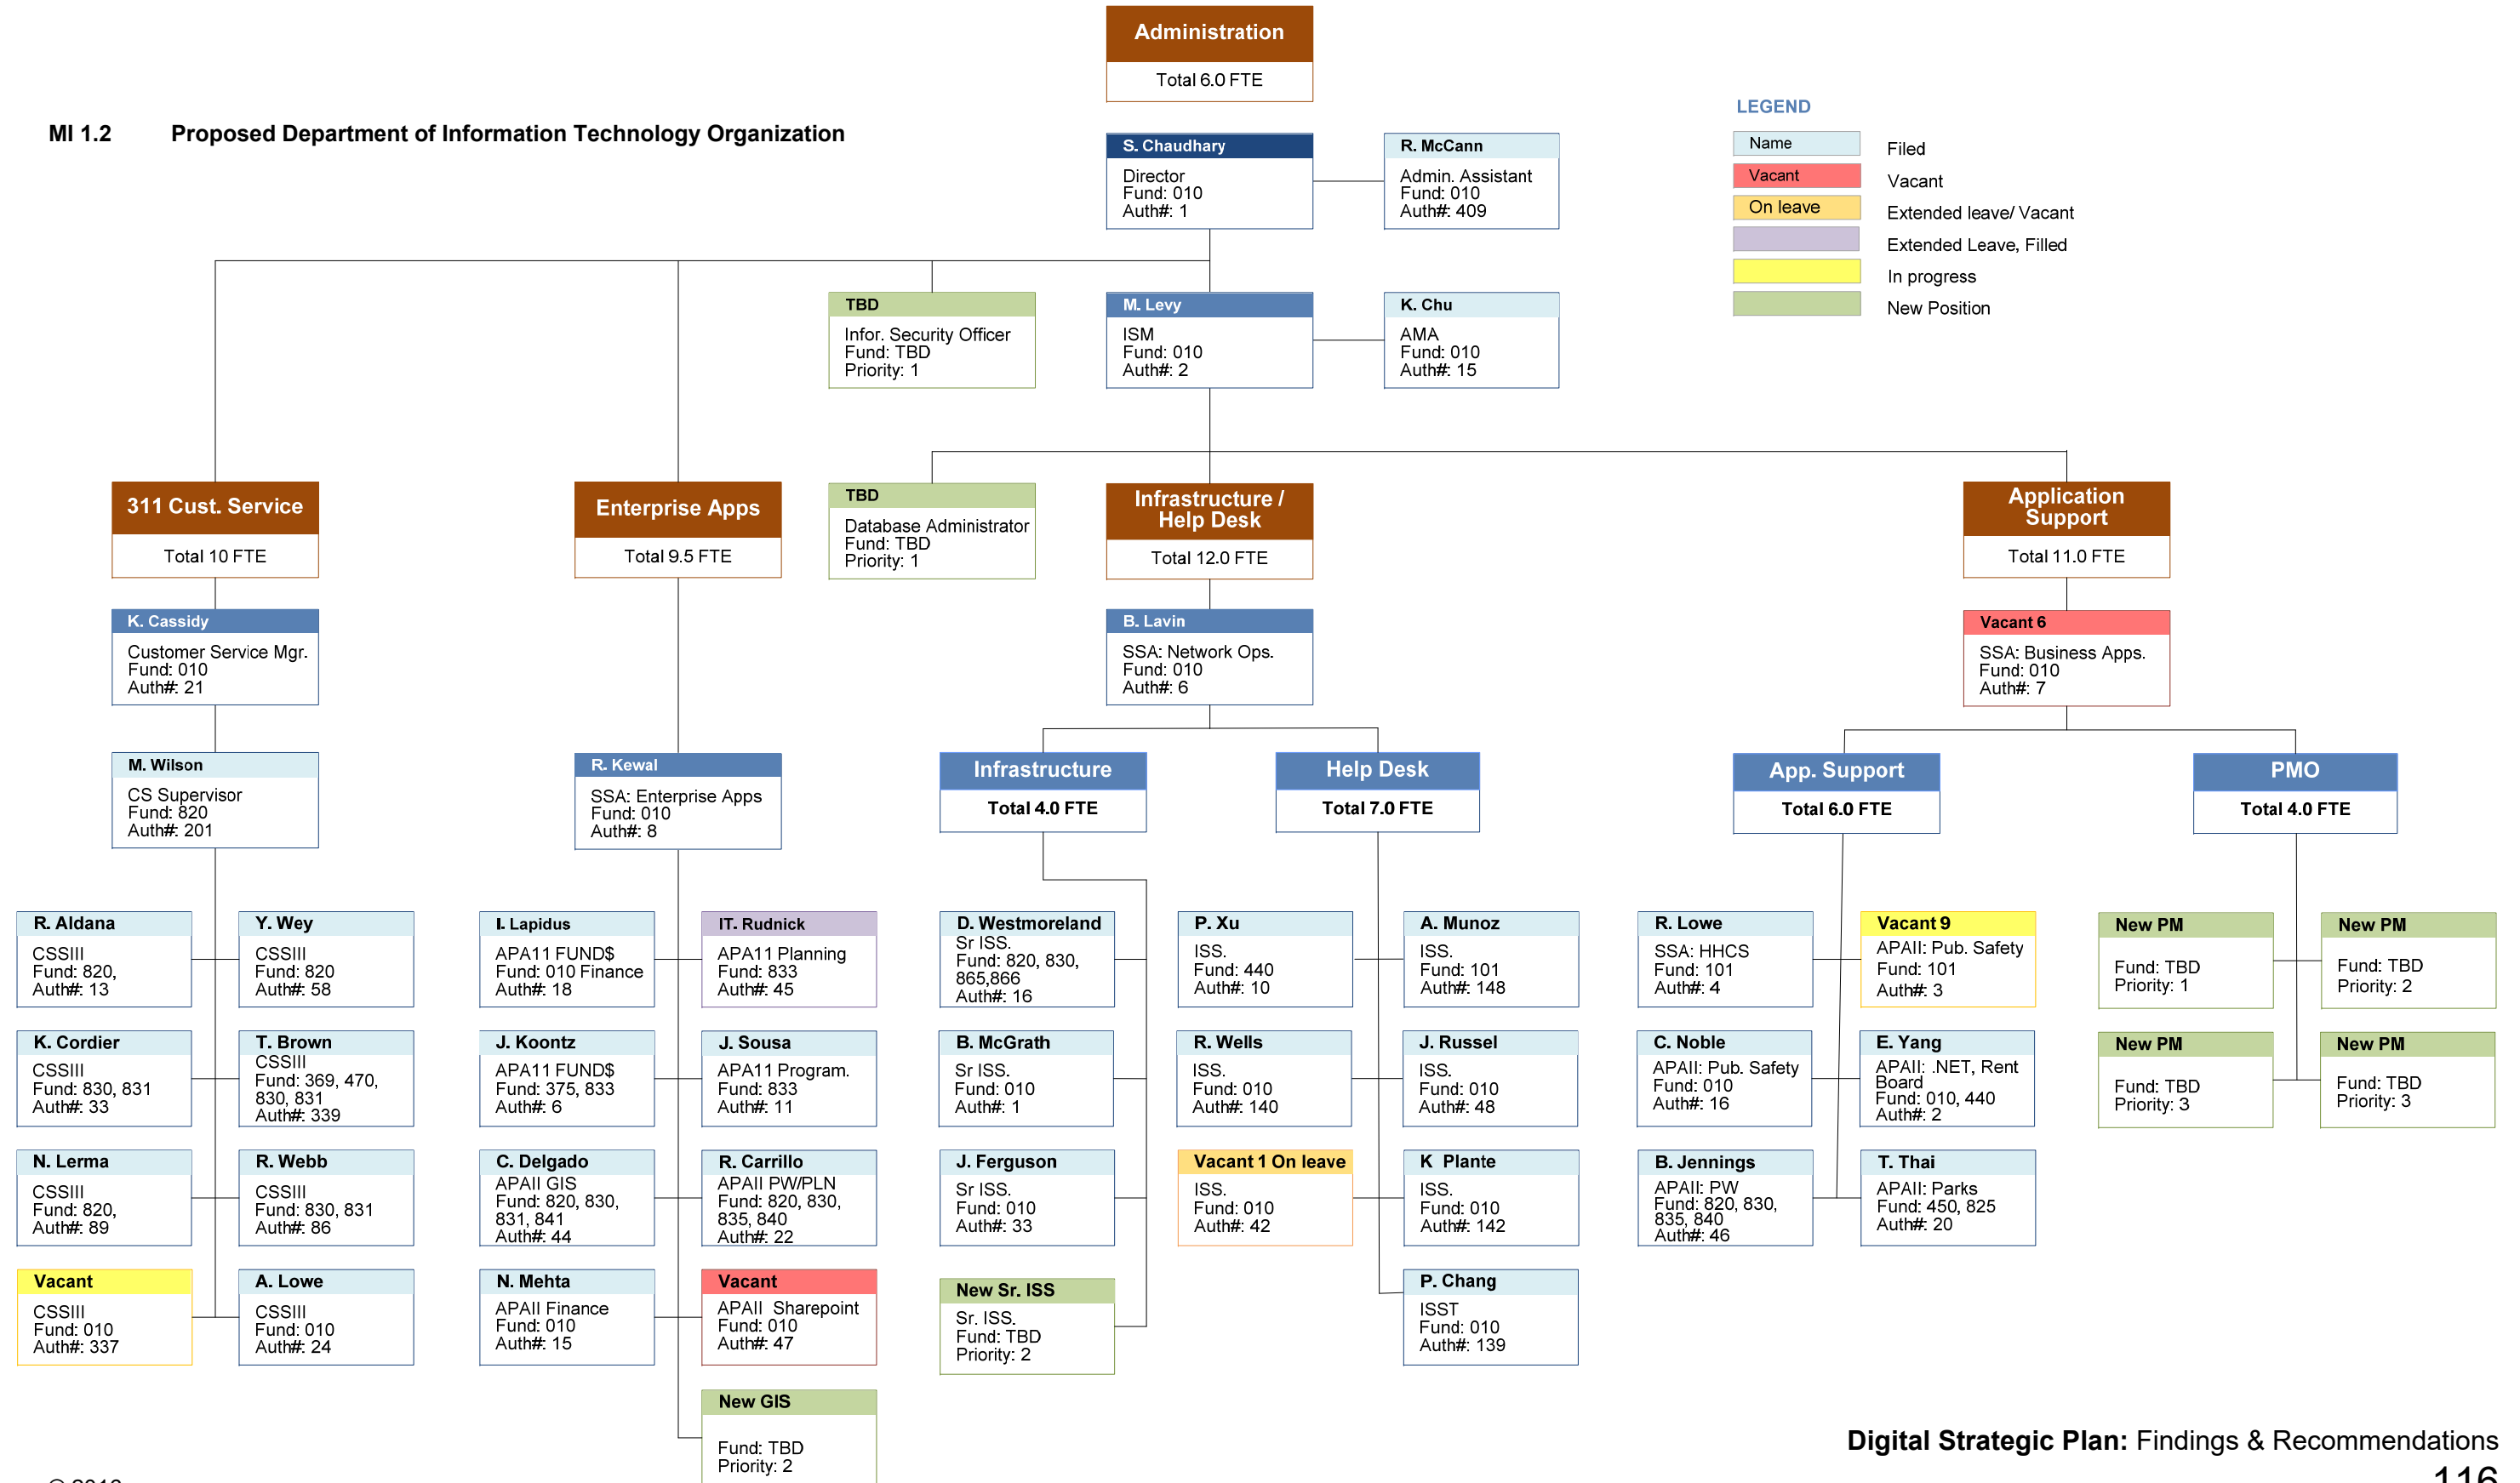 Administration
Total 6.0 FTE
MI 1.2 Proposed Department of Information Technology Organization
LEGEND
Name Filed
Vacant Vacant
On leave Extended leave/ Vacant
Extended Leave, Filled
In progress
New Position
S. Chaudhary
Director
Fund: 010
Auth#: 1
R. McCann
Admin. Assistant
Fund: 010
Auth#: 409
TBD
Infor. Security Officer
Fund: TBD
Priority: 1
M. Levy
ISM
Fund: 010
Auth#: 2
K. Chu
AMA
Fund: 010
Auth#: 15
311 Cust. Service
Total 10 FTE
Enterprise Apps
Total 9.5 FTE
TBD
Database Administrator
Fund: TBD
Priority: 1
Infrastructure /
Help Desk
Total 12.0 FTE
Application
Support
Total 11.0 FTE
K. Cassidy
Customer Service Mgr.
Fund: 010
Auth#: 21
B. Lavin
SSA: Network Ops.
Fund: 010
Auth#: 6
Vacant 6
SSA: Business Apps.
Fund: 010
Auth#: 7
M. Wilson
CS Supervisor
Fund: 820
Auth#: 201
R. Kewal
SSA: Enterprise Apps
Fund: 010
Auth#: 8
Infrastructure
Total 4.0 FTE
Help Desk
Total 7.0 FTE
App. Support
Total 6.0 FTE
PMO
Total 4.0 FTE
R. Aldana
CSSIII
Fund: 820,
Auth#: 13
Y. Wey
CSSIII
Fund: 820
Auth#: 58
I. Lapidus
APA11 FUND$
Fund: 010 Finance
Auth#: 18
IT. Rudnick
APA11 Planning
Fund: 833
Auth#: 45
D. Westmoreland
Sr ISS.
Fund: 820, 830,
865,866
Auth#: 16
P. Xu
ISS.
Fund: 440
Auth#: 10
A. Munoz
ISS.
Fund: 101
Auth#: 148
R. Lowe
SSA: HHCS
Fund: 101
Auth#: 4
Vacant 9
APAII: Pub. Safety
Fund: 101
Auth#: 3
New PM
Fund: TBD
Priority: 1
New PM
Fund: TBD
Priority: 2
K. Cordier
CSSIII
Fund: 830, 831
Auth#: 33
T. Brown
CSSIII
Fund: 369, 470,
830, 831
Auth#: 339
J. Koontz
APA11 FUND$
Fund: 375, 833
Auth#: 6
J. Sousa
APA11 Program.
Fund: 833
Auth#: 11
B. McGrath
Sr ISS.
Fund: 010
Auth#: 1
R. Wells
ISS.
Fund: 010
Auth#: 140
J. Russel
ISS.
Fund: 010
Auth#: 48
C. Noble
APAII: Pub. Safety
Fund: 010
Auth#: 16
E. Yang
APAII: .NET, Rent
Board
Fund: 010, 440
Auth#: 2
New PM
Fund: TBD
Priority: 3
New PM
Fund: TBD
Priority: 3
N. Lerma
CSSIII
Fund: 820,
Auth#: 89
R. Webb
CSSIII
Fund: 830, 831
Auth#: 86
C. Delgado
APAII GIS
Fund: 820, 830,
831, 841
Auth#: 44
R. Carrillo
APAII PW/PLN
Fund: 820, 830,
835, 840
Auth#: 22
J. Ferguson
Sr ISS.
Fund: 010
Auth#: 33
Vacant 1 On leave
ISS.
Fund: 010
Auth#: 42
K Plante
ISS.
Fund: 010
Auth#: 142
B. Jennings
APAII: PW
Fund: 820, 830,
835, 840
Auth#: 46
T. Thai
APAII: Parks
Fund: 450, 825
Auth#: 20
Vacant
CSSIII
Fund: 010
Auth#: 337
A. Lowe
CSSIII
Fund: 010
Auth#: 24
N. Mehta
APAII Finance
Fund: 010
Auth#: 15
Vacant
APAII Sharepoint
Fund: 010
Auth#: 47
New Sr. ISS
Sr. ISS.
Fund: TBD
Priority: 2
P. Chang
ISST
Fund: 010
Auth#: 139
New GIS
Fund: TBD
Priority: 2
Digital Strategic Plan: Findings & Recommendations
116